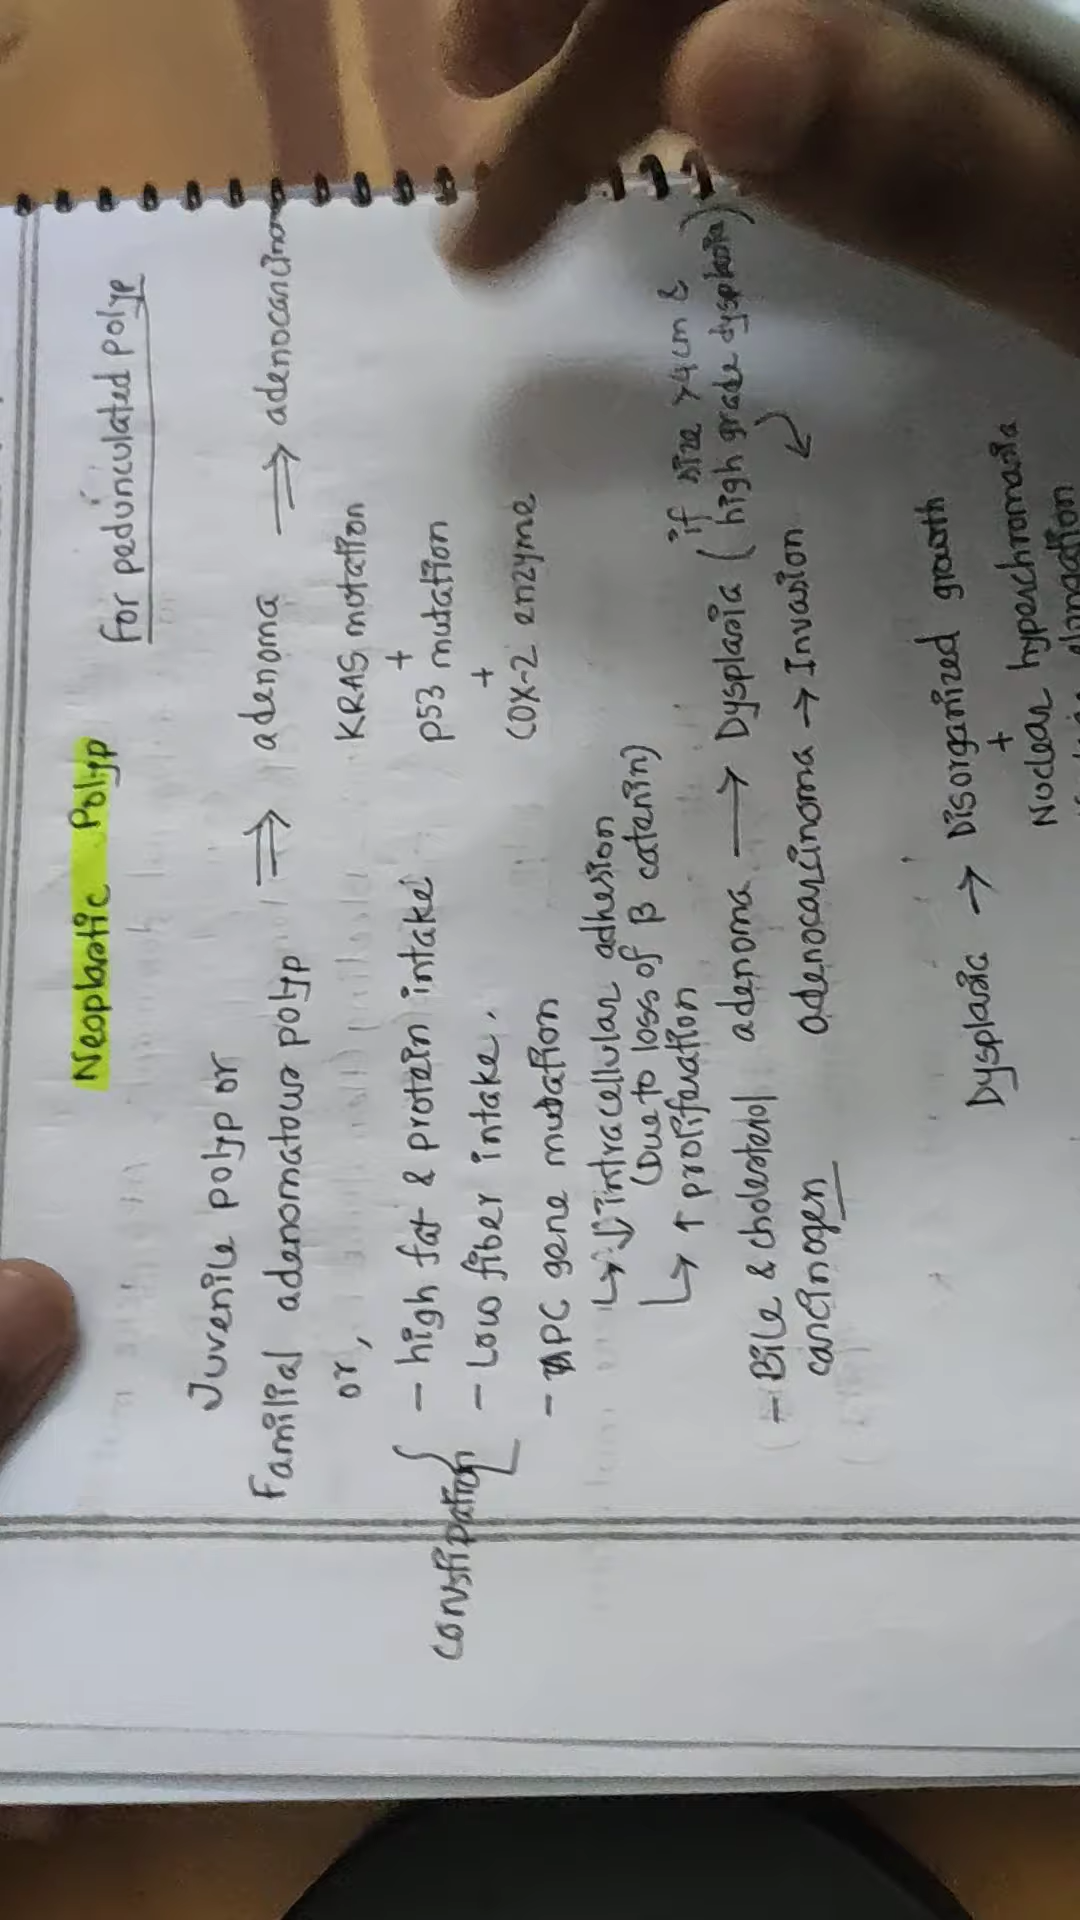 Neoplastic Polyp
For pedunculated polyp
Juvenile polyp or
Familial adenomatous polyp ⇒ adenoma ⇒ adenocarcinoma
or,
constipation { - high fat & protein intake
- Low fiber intake.
- APC gene mutation
KRAS mutation
+
P53 mutation
+
COX-2 enzyme
↳ ↓ intracellular adhesion
(Due to loss of β catanin)
↳ ↑ proliferation
- Bile & cholesterol
carcinogen
adenoma → Dysplasia ( if size >4cm &
high grade dysplasia)
adenocarcinoma → Invasion ↙
Dysplasia → Disorganized growth
+
Nuclear hyperchromasia
elongation